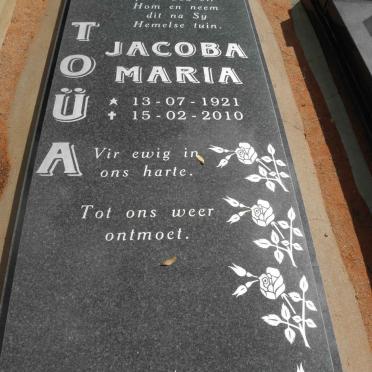 Hom en neem
dit na Sy
Hemelse tuin.
TOÜA
JACOBA
MARIA
★ 13-07-1921
✝ 15-02-2010
Vir ewig in
ons harte.
Tot ons weer
ontmoet.